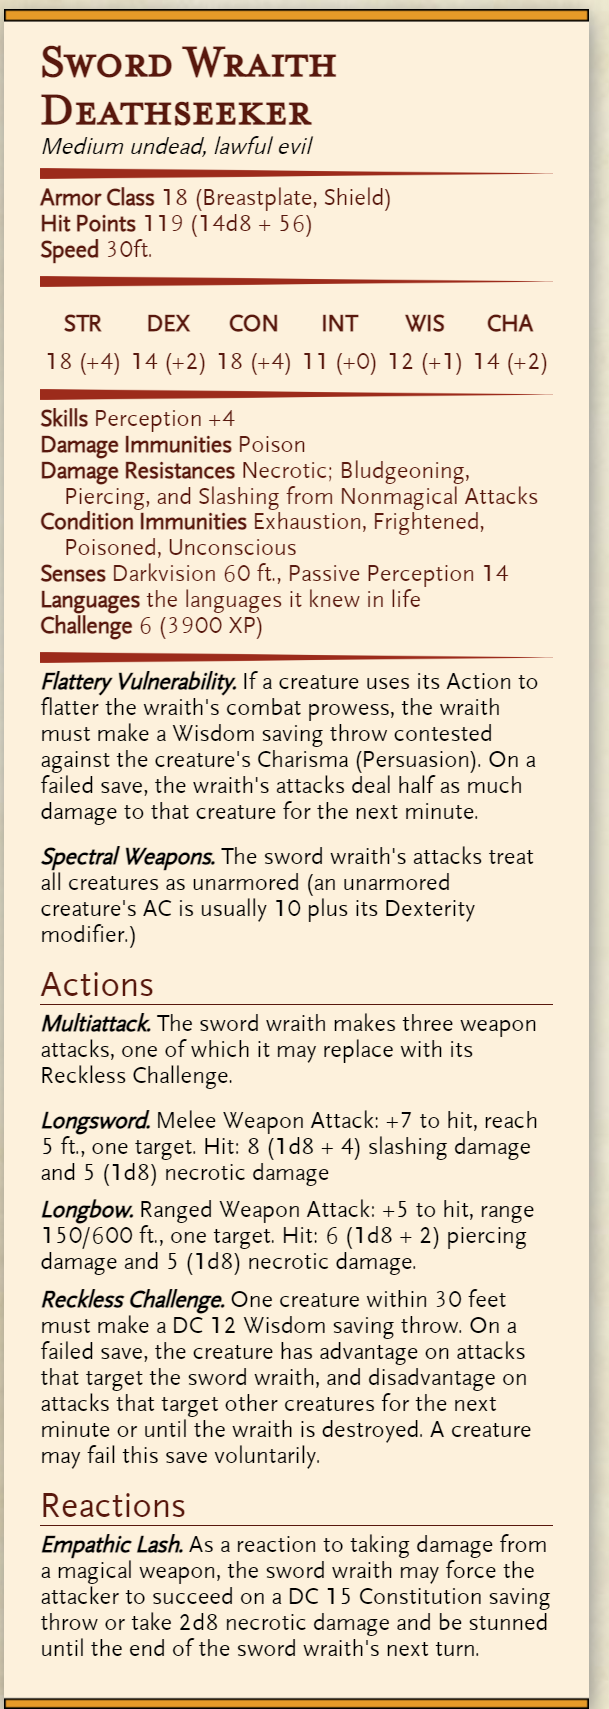 Sword Wraith
Deathseeker
Medium undead, lawful evil
Armor Class 18 (Breastplate, Shield)
Hit Points 119 (14d8 + 56)
Speed 30ft.
STR DEX CON INT WIS CHA
18 (+4) 14 (+2) 18 (+4) 11 (+0) 12 (+1) 14 (+2)
Skills Perception +4
Damage Immunities Poison
Damage Resistances Necrotic; Bludgeoning,
Piercing, and Slashing from Nonmagical Attacks
Condition Immunities Exhaustion, Frightened,
Poisoned, Unconscious
Senses Darkvision 60 ft., Passive Perception 14
Languages the languages it knew in life
Challenge 6 (3900 XP)
Flattery Vulnerability. If a creature uses its Action to
flatter the wraith's combat prowess, the wraith
must make a Wisdom saving throw contested
against the creature's Charisma (Persuasion). On a
failed save, the wraith's attacks deal half as much
damage to that creature for the next minute.
Spectral Weapons. The sword wraith's attacks treat
all creatures as unarmored (an unarmored
creature's AC is usually 10 plus its Dexterity
modifier.)
Actions
Multiattack. The sword wraith makes three weapon
attacks, one of which it may replace with its
Reckless Challenge.
Longsword. Melee Weapon Attack: +7 to hit, reach
5 ft., one target. Hit: 8 (1d8 + 4) slashing damage
and 5 (1d8) necrotic damage
Longbow. Ranged Weapon Attack: +5 to hit, range
150/600 ft., one target. Hit: 6 (1d8 + 2) piercing
damage and 5 (1d8) necrotic damage.
Reckless Challenge. One creature within 30 feet
must make a DC 12 Wisdom saving throw. On a
failed save, the creature has advantage on attacks
that target the sword wraith, and disadvantage on
attacks that target other creatures for the next
minute or until the wraith is destroyed. A creature
may fail this save voluntarily.
Reactions
Empathic Lash. As a reaction to taking damage from
a magical weapon, the sword wraith may force the
attacker to succeed on a DC 15 Constitution saving
throw or take 2d8 necrotic damage and be stunned
until the end of the sword wraith's next turn.